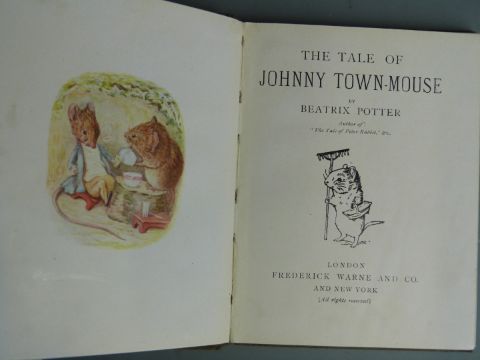 THE TALE OF
JOHNNY TOWN-MOUSE
BY
BEATRIX POTTER
Author of
"The Tale of Peter Rabbit," &c.
LONDON
FREDERICK WARNE AND CO.
AND NEW YORK
[All rights reserved]